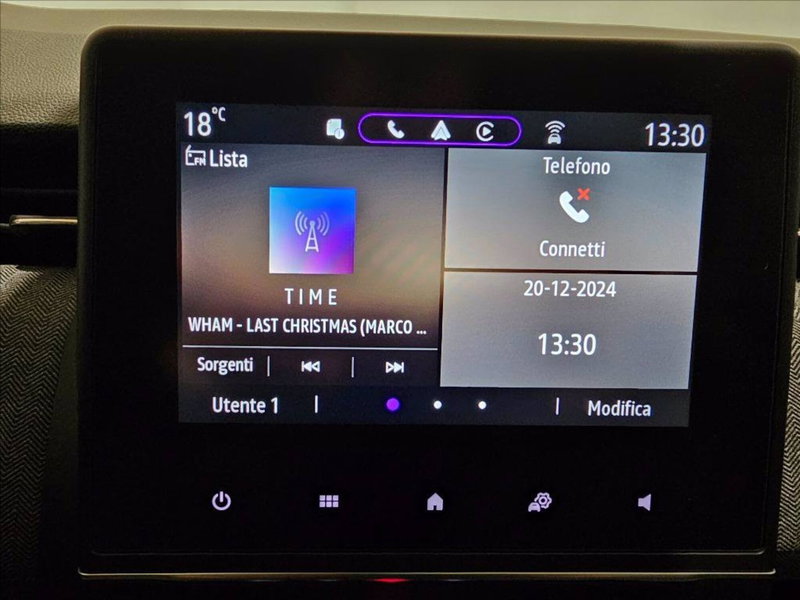 18°C
13:30
FM Lista
TIME
WHAM - LAST CHRISTMAS (MARCO ...
Sorgenti
Telefono
Connetti
20-12-2024
13:30
Utente 1
Modifica